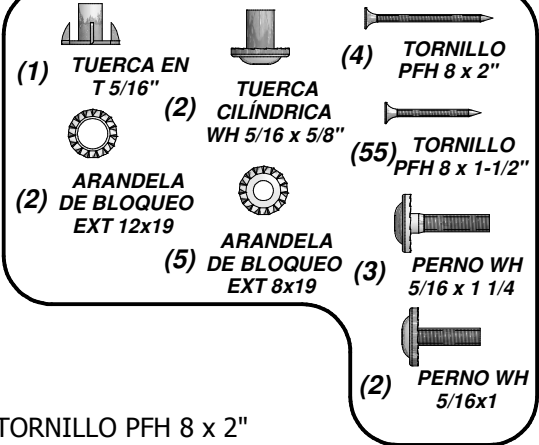 (1) TUERCA EN
T 5/16"
(2) TUERCA
CILÍNDRICA
WH 5/16 x 5/8"
(4) TORNILLO
PFH 8 x 2"
(55) TORNILLO
PFH 8 x 1-1/2"
(2) ARANDELA
DE BLOQUEO
EXT 12x19
(5) ARANDELA
DE BLOQUEO
EXT 8x19
(3) PERNO WH
5/16 x 1 1/4
(2) PERNO WH
5/16x1
TORNILLO PFH 8 x 2"